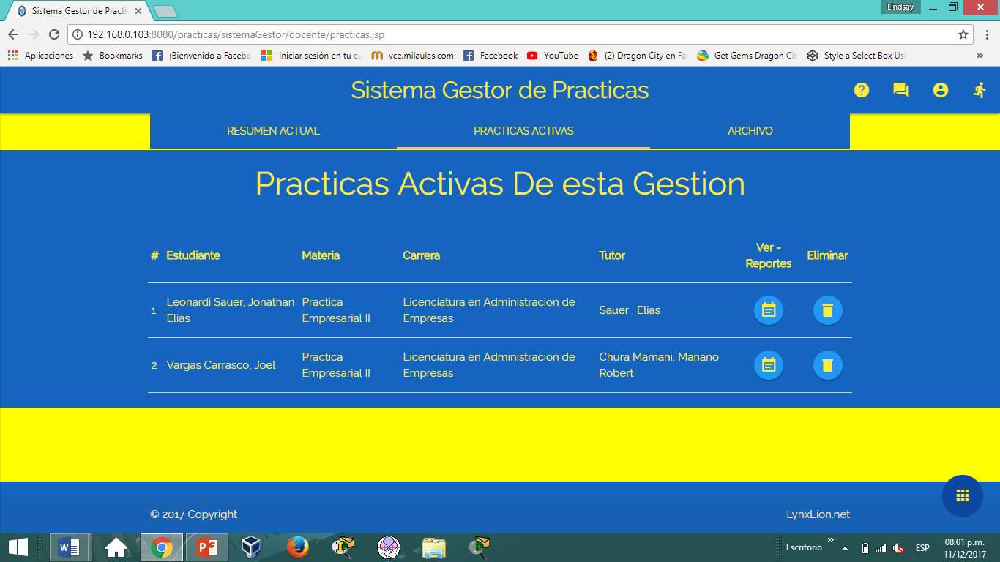 Sistema Gestor de Practic
Lindsay
192.168.0.103:8080/practicas/sistemaGestor/docente/practicas.jsp
Aplicaciones Bookmarks ¡Bienvenido a Facebo Iniciar sesión en tu cu vce.milaulas.com Facebook YouTube (2) Dragon City en Fa Get Gems Dragon Cit Style a Select Box Usi »
Sistema Gestor de Practicas
RESUMEN ACTUAL PRACTICAS ACTIVAS ARCHIVO
Practicas Activas De esta Gestion
# Estudiante Materia Carrera Tutor Ver - Reportes Eliminar
1 Leonardi Sauer, Jonathan Elias Practica Empresarial II Licenciatura en Administracion de Empresas Sauer , Elias
2 Vargas Carrasco, Joel Practica Empresarial II Licenciatura en Administracion de Empresas Chura Mamani, Mariano Robert
© 2017 Copyright LynxLion.net
Escritorio » ESP 08:01 p.m.
11/12/2017